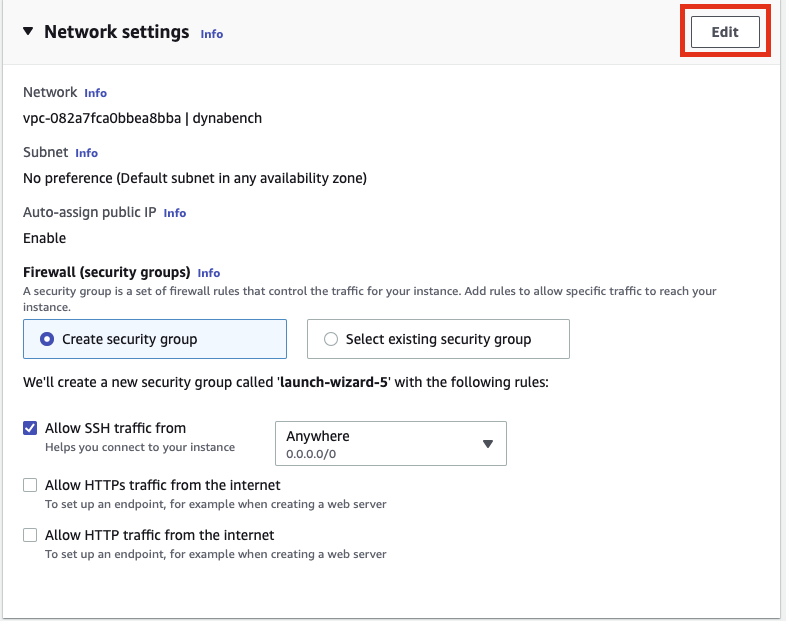 Network settings Info
Edit
Network Info
vpc-082a7fca0bbea8bba | dynabench
Subnet Info
No preference (Default subnet in any availability zone)
Auto-assign public IP Info
Enable
Firewall (security groups) Info
A security group is a set of firewall rules that control the traffic for your instance. Add rules to allow specific traffic to reach your
instance.
Create security group
Select existing security group
We'll create a new security group called 'launch-wizard-5' with the following rules:
Allow SSH traffic from
Helps you connect to your instance
Anywhere
0.0.0.0/0
Allow HTTPs traffic from the internet
To set up an endpoint, for example when creating a web server
Allow HTTP traffic from the internet
To set up an endpoint, for example when creating a web server